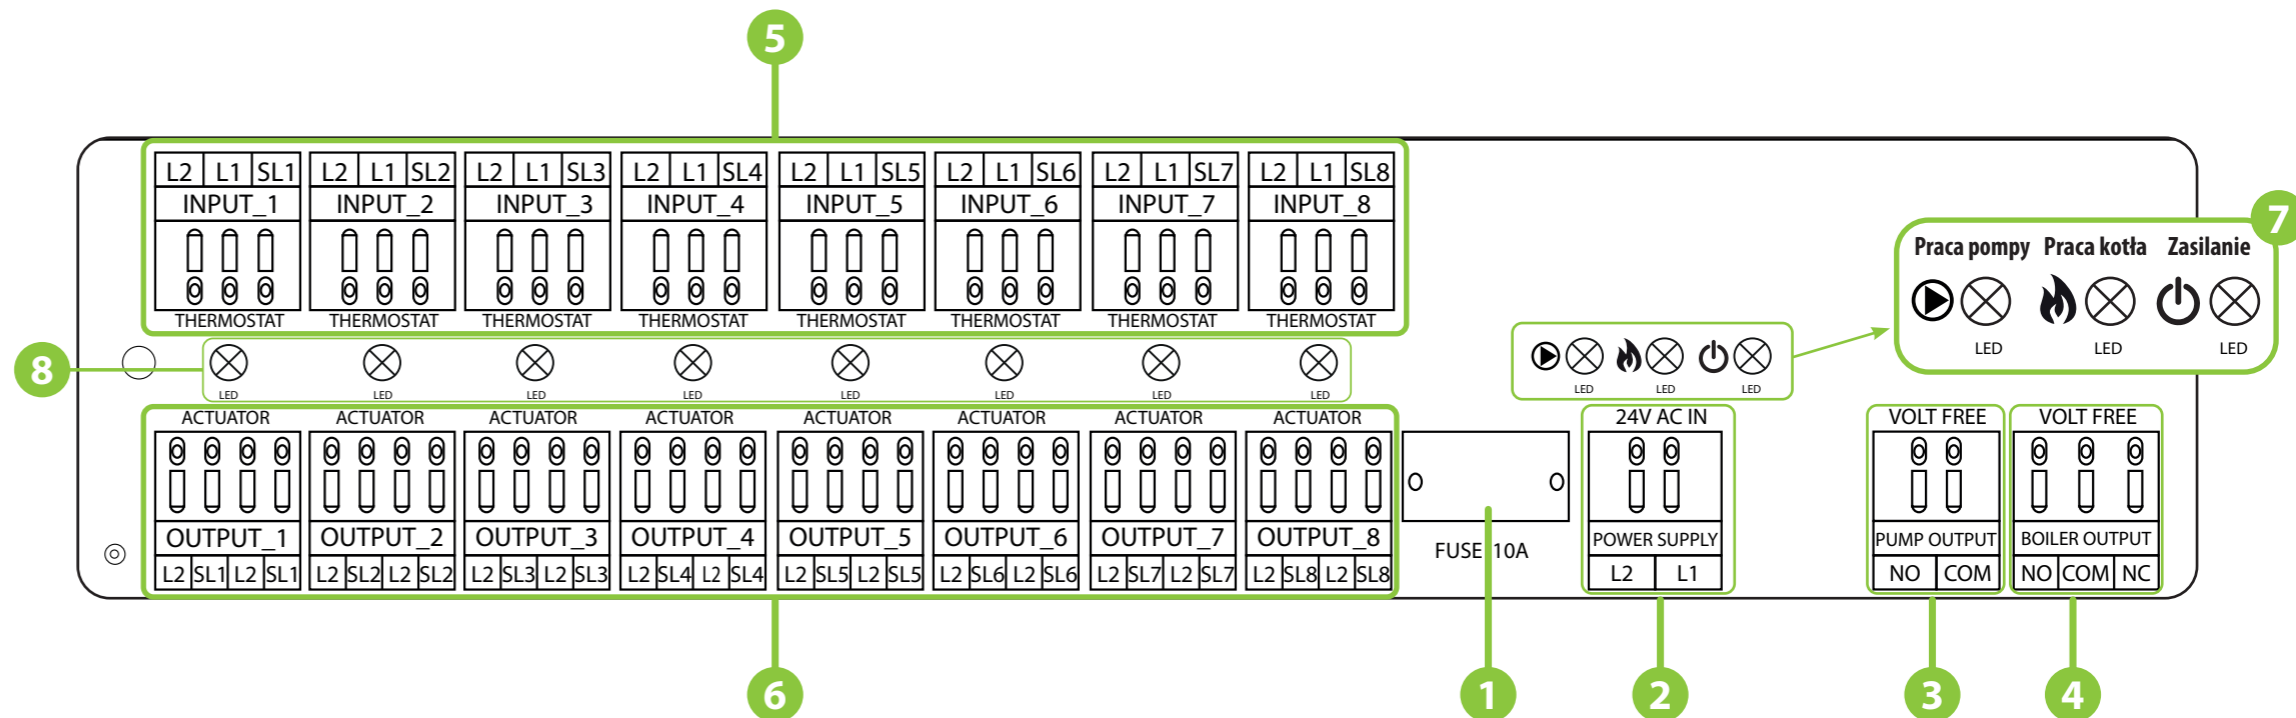 5
L2 L1 SL1 L2 L1 SL2 L2 L1 SL3 L2 L1 SL4 L2 L1 SL5 L2 L1 SL6 L2 L1 SL7 L2 L1 SL8
INPUT_1 INPUT_2 INPUT_3 INPUT_4 INPUT_5 INPUT_6 INPUT_7 INPUT_8
THERMOSTAT THERMOSTAT THERMOSTAT THERMOSTAT THERMOSTAT THERMOSTAT THERMOSTAT THERMOSTAT
7
Praca pompy Praca kotła Zasilanie
LED LED LED
8
LED LED LED LED LED LED LED LED
LED LED LED
ACTUATOR ACTUATOR ACTUATOR ACTUATOR ACTUATOR ACTUATOR ACTUATOR ACTUATOR
24V AC IN VOLT FREE VOLT FREE
OUTPUT_1 OUTPUT_2 OUTPUT_3 OUTPUT_4 OUTPUT_5 OUTPUT_6 OUTPUT_7 OUTPUT_8
FUSE 10A
POWER SUPPLY PUMP OUTPUT BOILER OUTPUT
L2 SL1 L2 SL1 L2 SL2 L2 SL2 L2 SL3 L2 SL3 L2 SL4 L2 SL4 L2 SL5 L2 SL5 L2 SL6 L2 SL6 L2 SL7 L2 SL7 L2 SL8 L2 SL8
L2 L1 NO COM NO COM NC
6 1 2 3 4